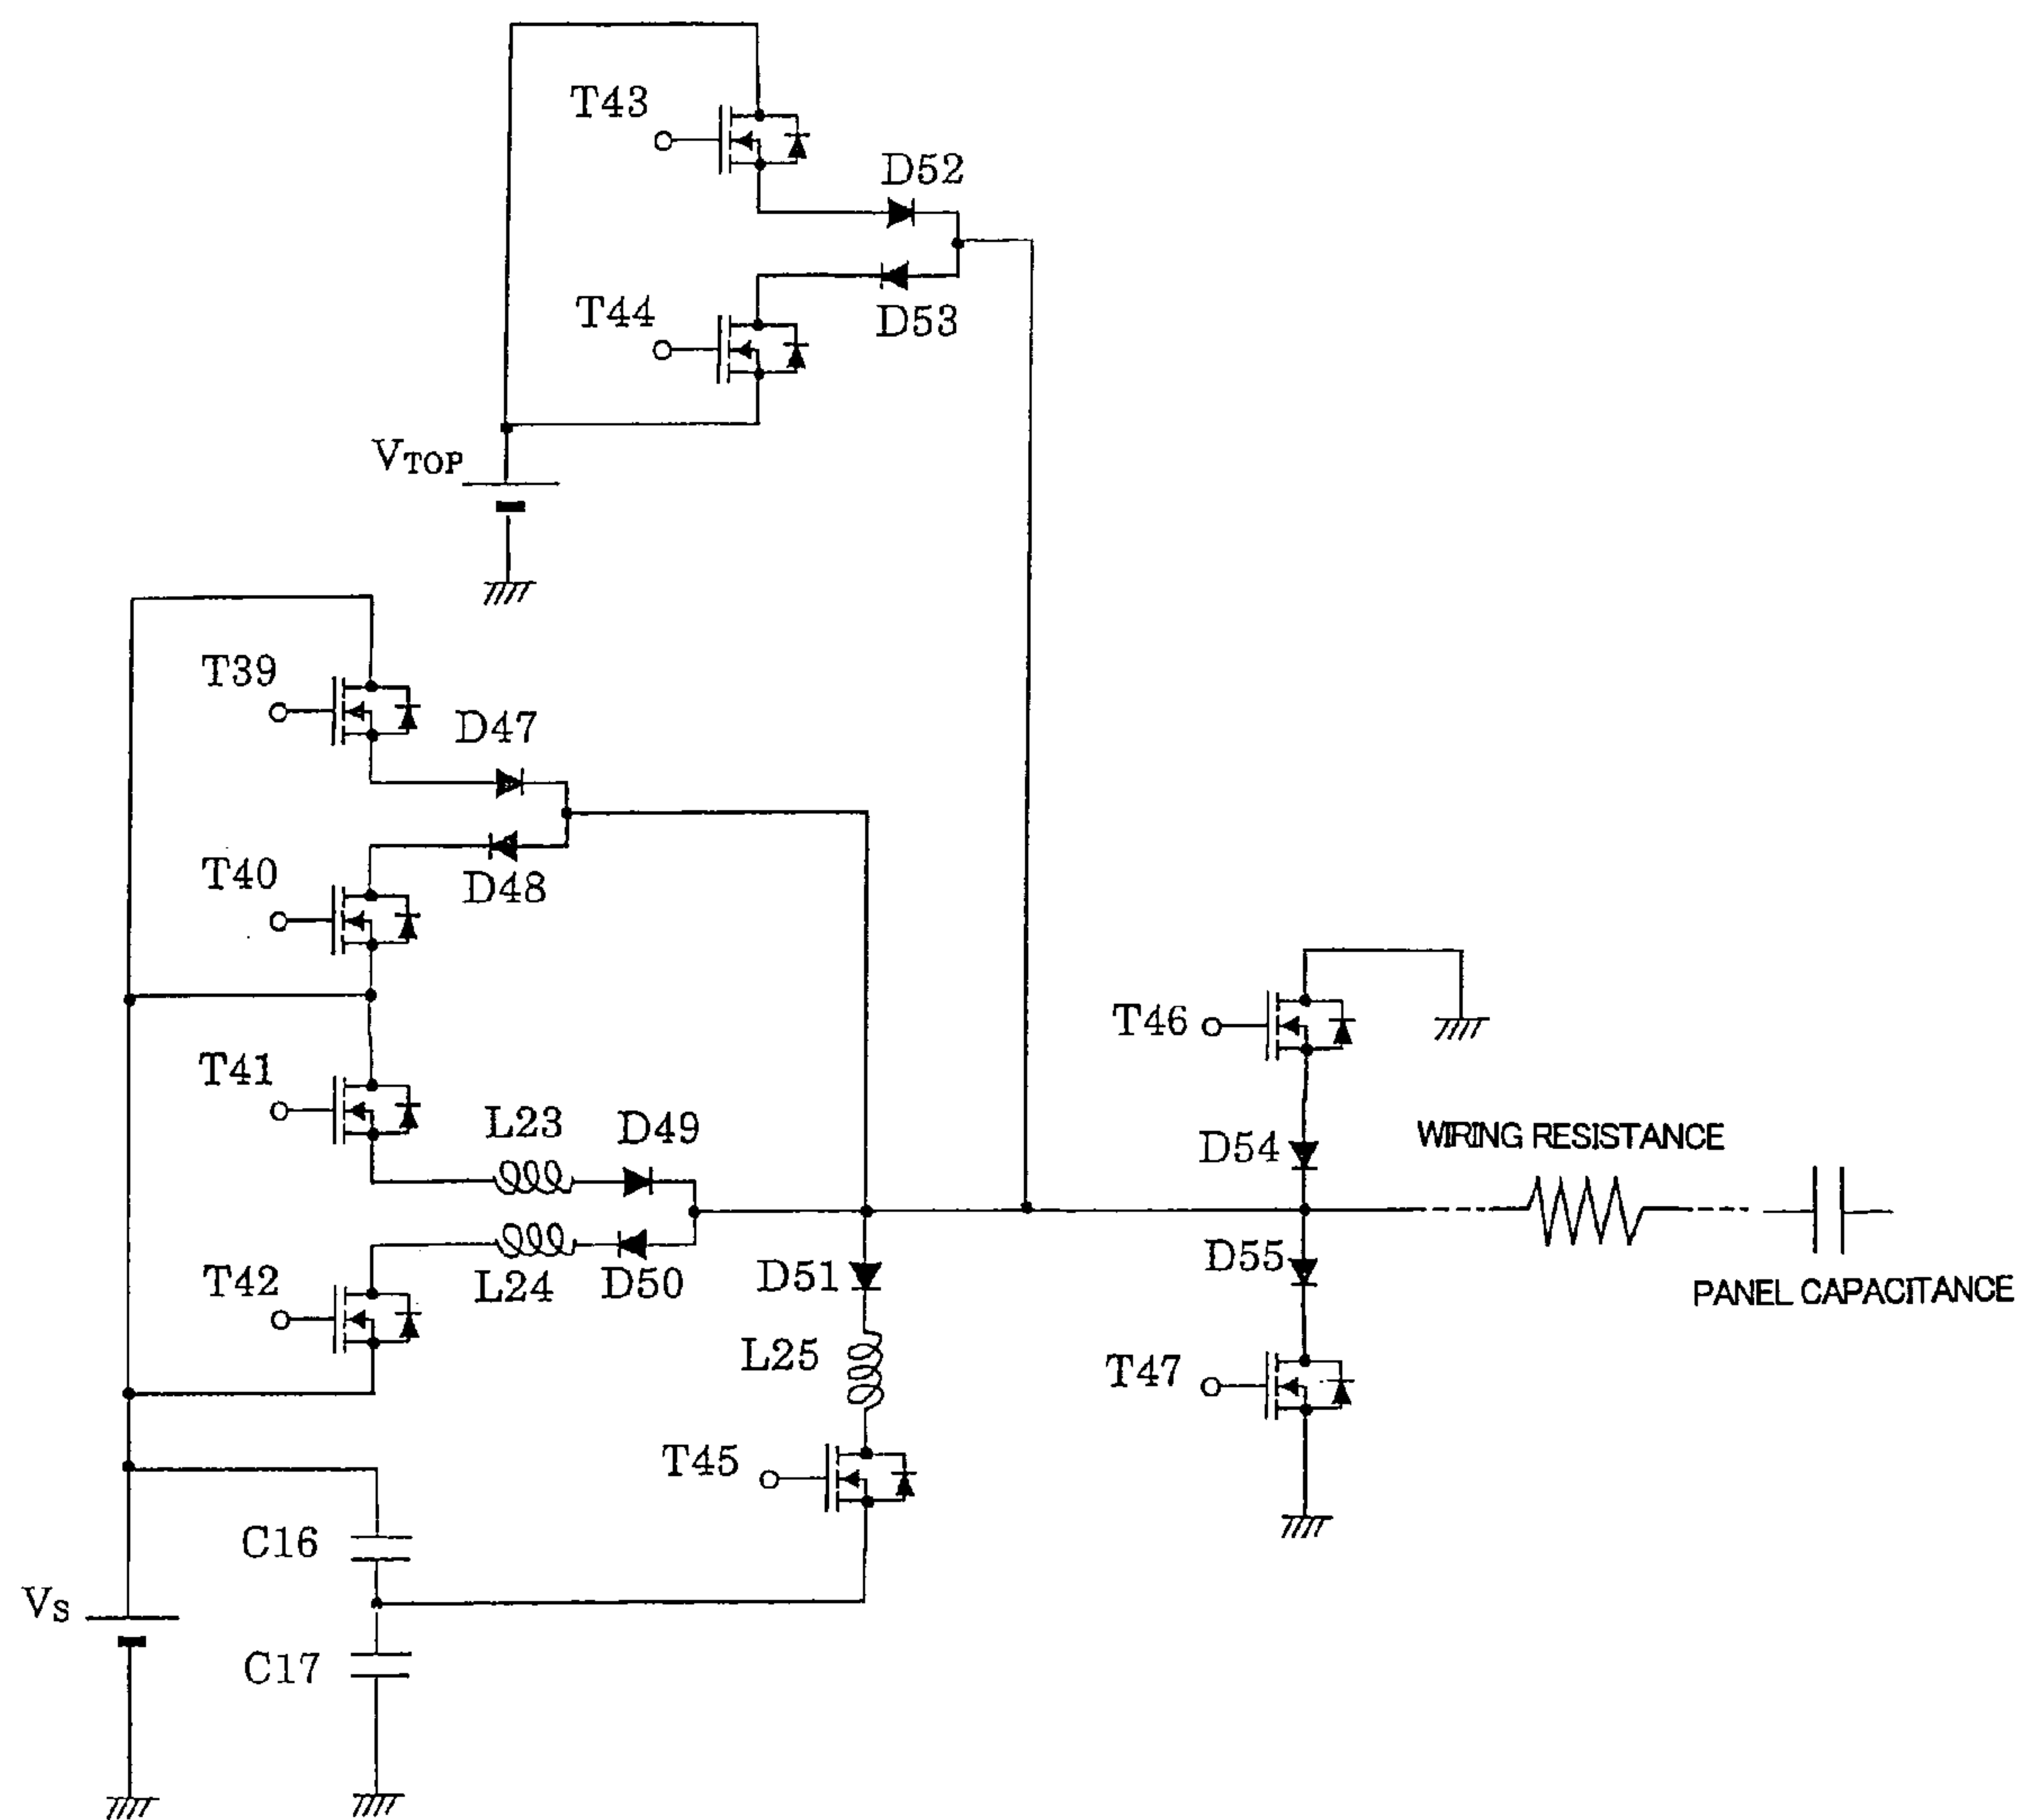 T43
D52
T44
D53
VTOP
T39
D47
T40
D48
T46
T41
L23
D49
D54
WIRING RESISTANCE
T42
L24
D50
D51
D55
PANEL CAPACITANCE
L25
T47
T45
C16
VS
C17